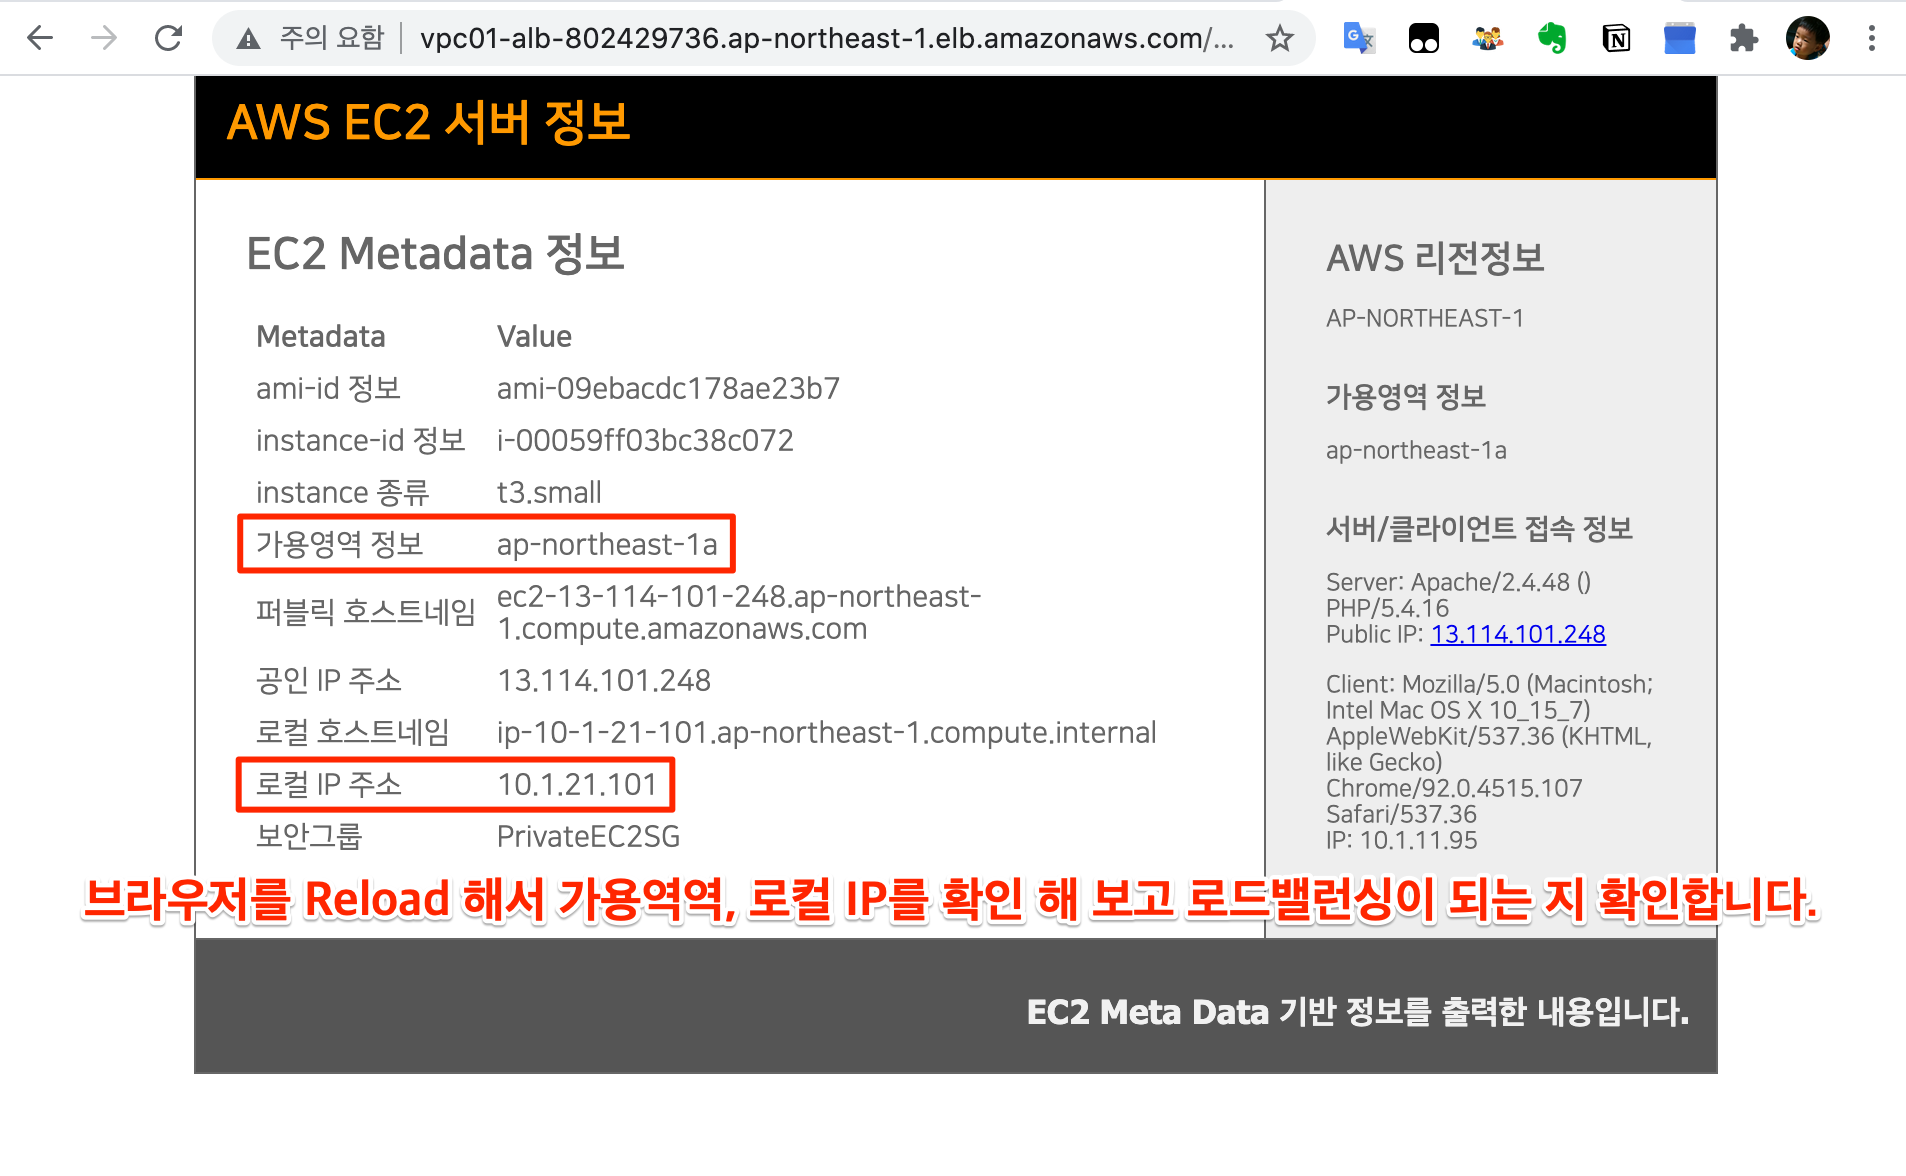 주의 요함 vpc01-alb-802429736.ap-northeast-1.elb.amazonaws.com/...
AWS EC2 서버 정보
EC2 Metadata 정보
Metadata Value
ami-id 정보 ami-09ebacdc178ae23b7
instance-id 정보 i-00059ff03bc38c072
instance 종류 t3.small
가용영역 정보 ap-northeast-1a
퍼블릭 호스트네임 ec2-13-114-101-248.ap-northeast-
1.compute.amazonaws.com
공인 IP 주소 13.114.101.248
로컬 호스트네임 ip-10-1-21-101.ap-northeast-1.compute.internal
로컬 IP 주소 10.1.21.101
보안그룹 PrivateEC2SG
AWS 리전정보
AP-NORTHEAST-1
가용영역 정보
ap-northeast-1a
서버/클라이언트 접속 정보
Server: Apache/2.4.48 ()
PHP/5.4.16
Public IP: 13.114.101.248
Client: Mozilla/5.0 (Macintosh;
Intel Mac OS X 10_15_7)
AppleWebKit/537.36 (KHTML,
like Gecko)
Chrome/92.0.4515.107
Safari/537.36
IP: 10.1.11.95
브라우저를 Reload 해서 가용역역, 로컬 IP를 확인 해 보고 로드밸런싱이 되는 지 확인합니다.
EC2 Meta Data 기반 정보를 출력한 내용입니다.